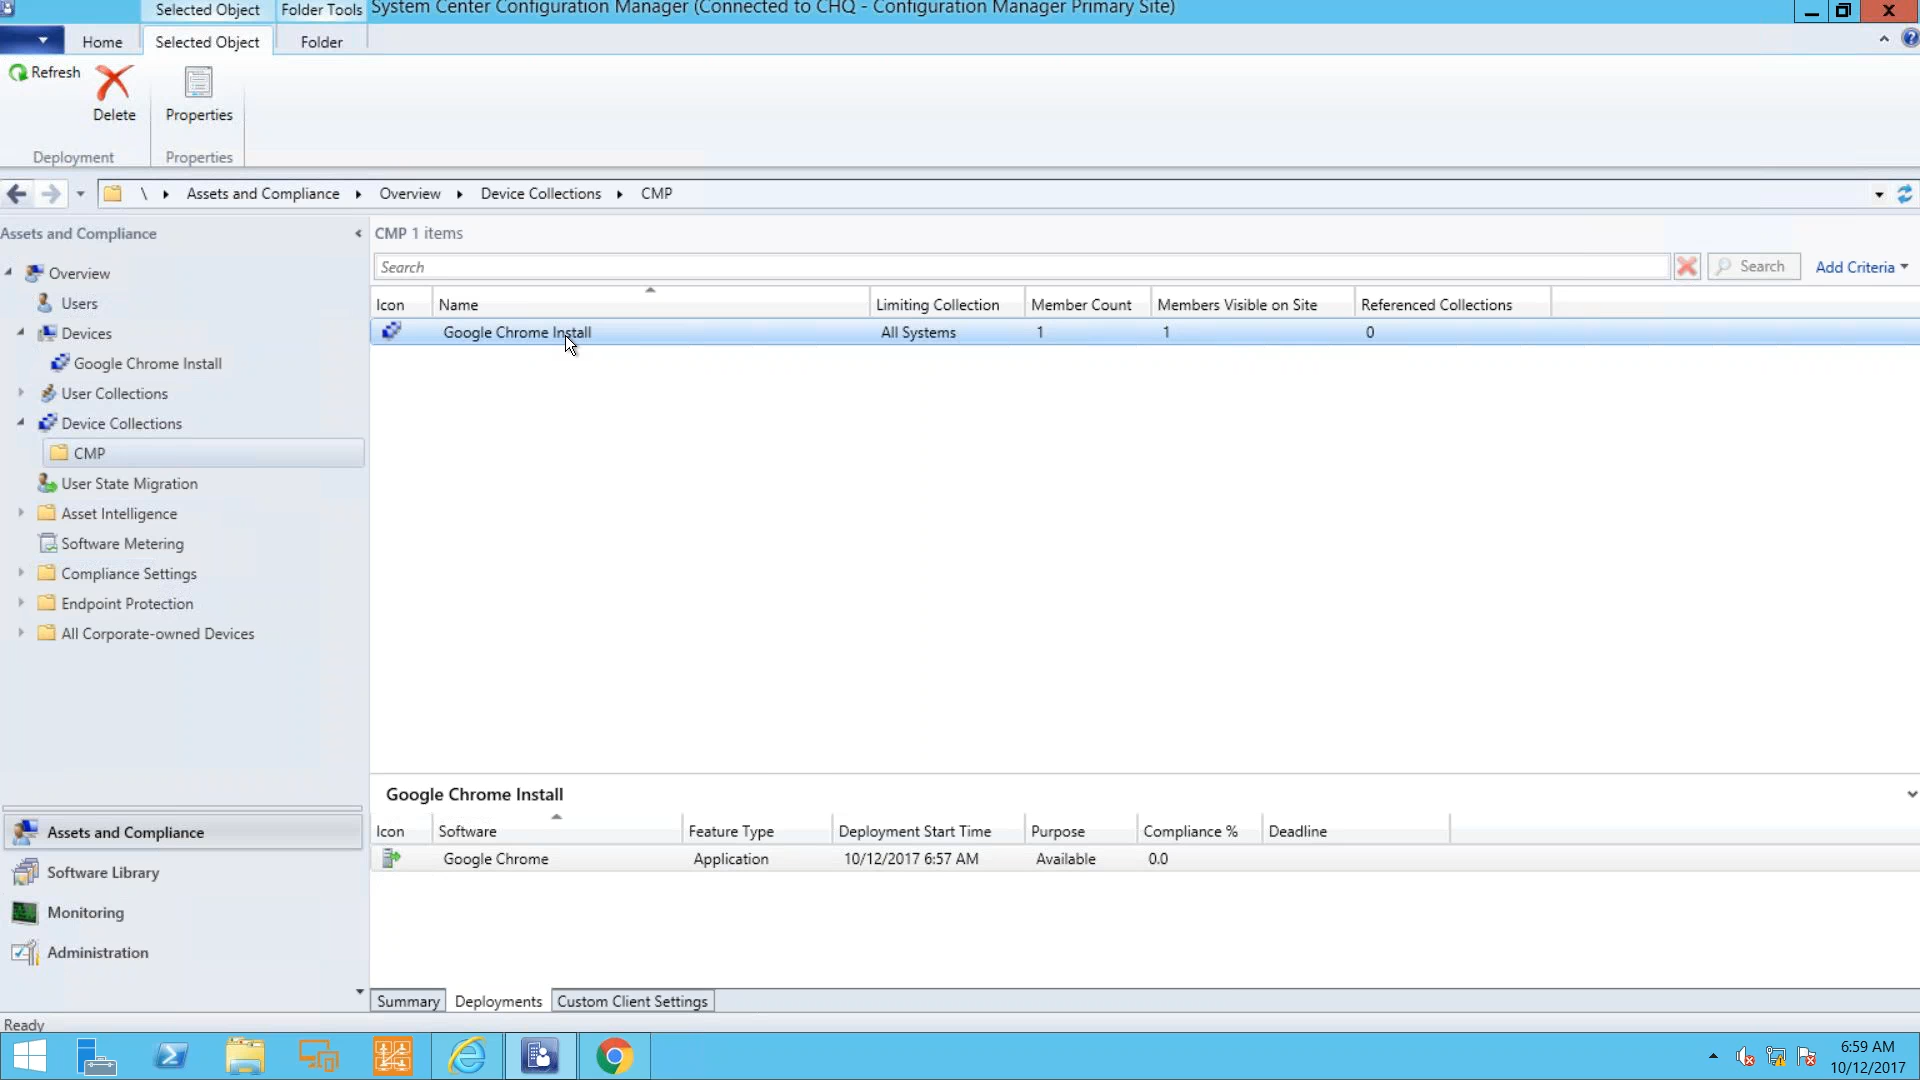 Selected Object Folder Tools System Center Configuration Manager (Connected to CHQ - Configuration Manager Primary Site)
Home Selected Object Folder
Refresh
Delete Properties
Deployment Properties
\ Assets and Compliance Overview Device Collections CMP
Assets and Compliance
CMP 1 items
Search Search Add Criteria
Overview
Users
Devices
Google Chrome Install
User Collections
Device Collections
CMP
User State Migration
Asset Intelligence
Software Metering
Compliance Settings
Endpoint Protection
All Corporate-owned Devices
Icon Name Limiting Collection Member Count Members Visible on Site Referenced Collections
Google Chrome Install All Systems 1 1 0
Google Chrome Install
Icon Software Feature Type Deployment Start Time Purpose Compliance % Deadline
Google Chrome Application 10/12/2017 6:57 AM Available 0.0
Assets and Compliance
Software Library
Monitoring
Administration
Summary Deployments Custom Client Settings
Ready
6:59 AM
10/12/2017